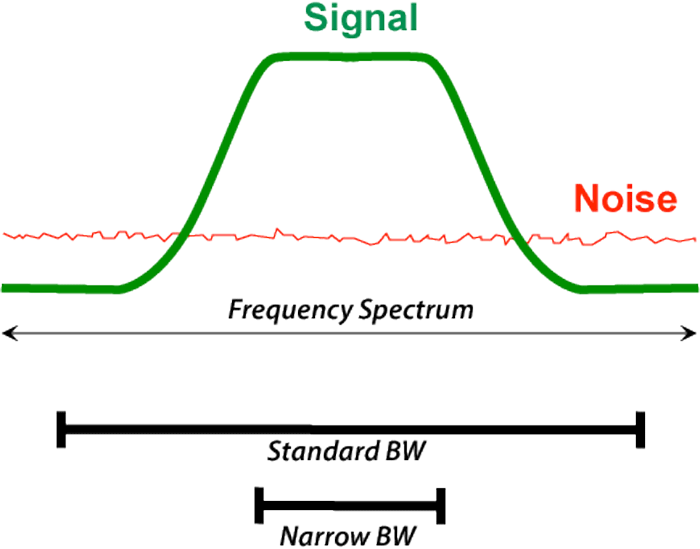 Signal
Noise
Frequency Spectrum
Standard BW
Narrow BW